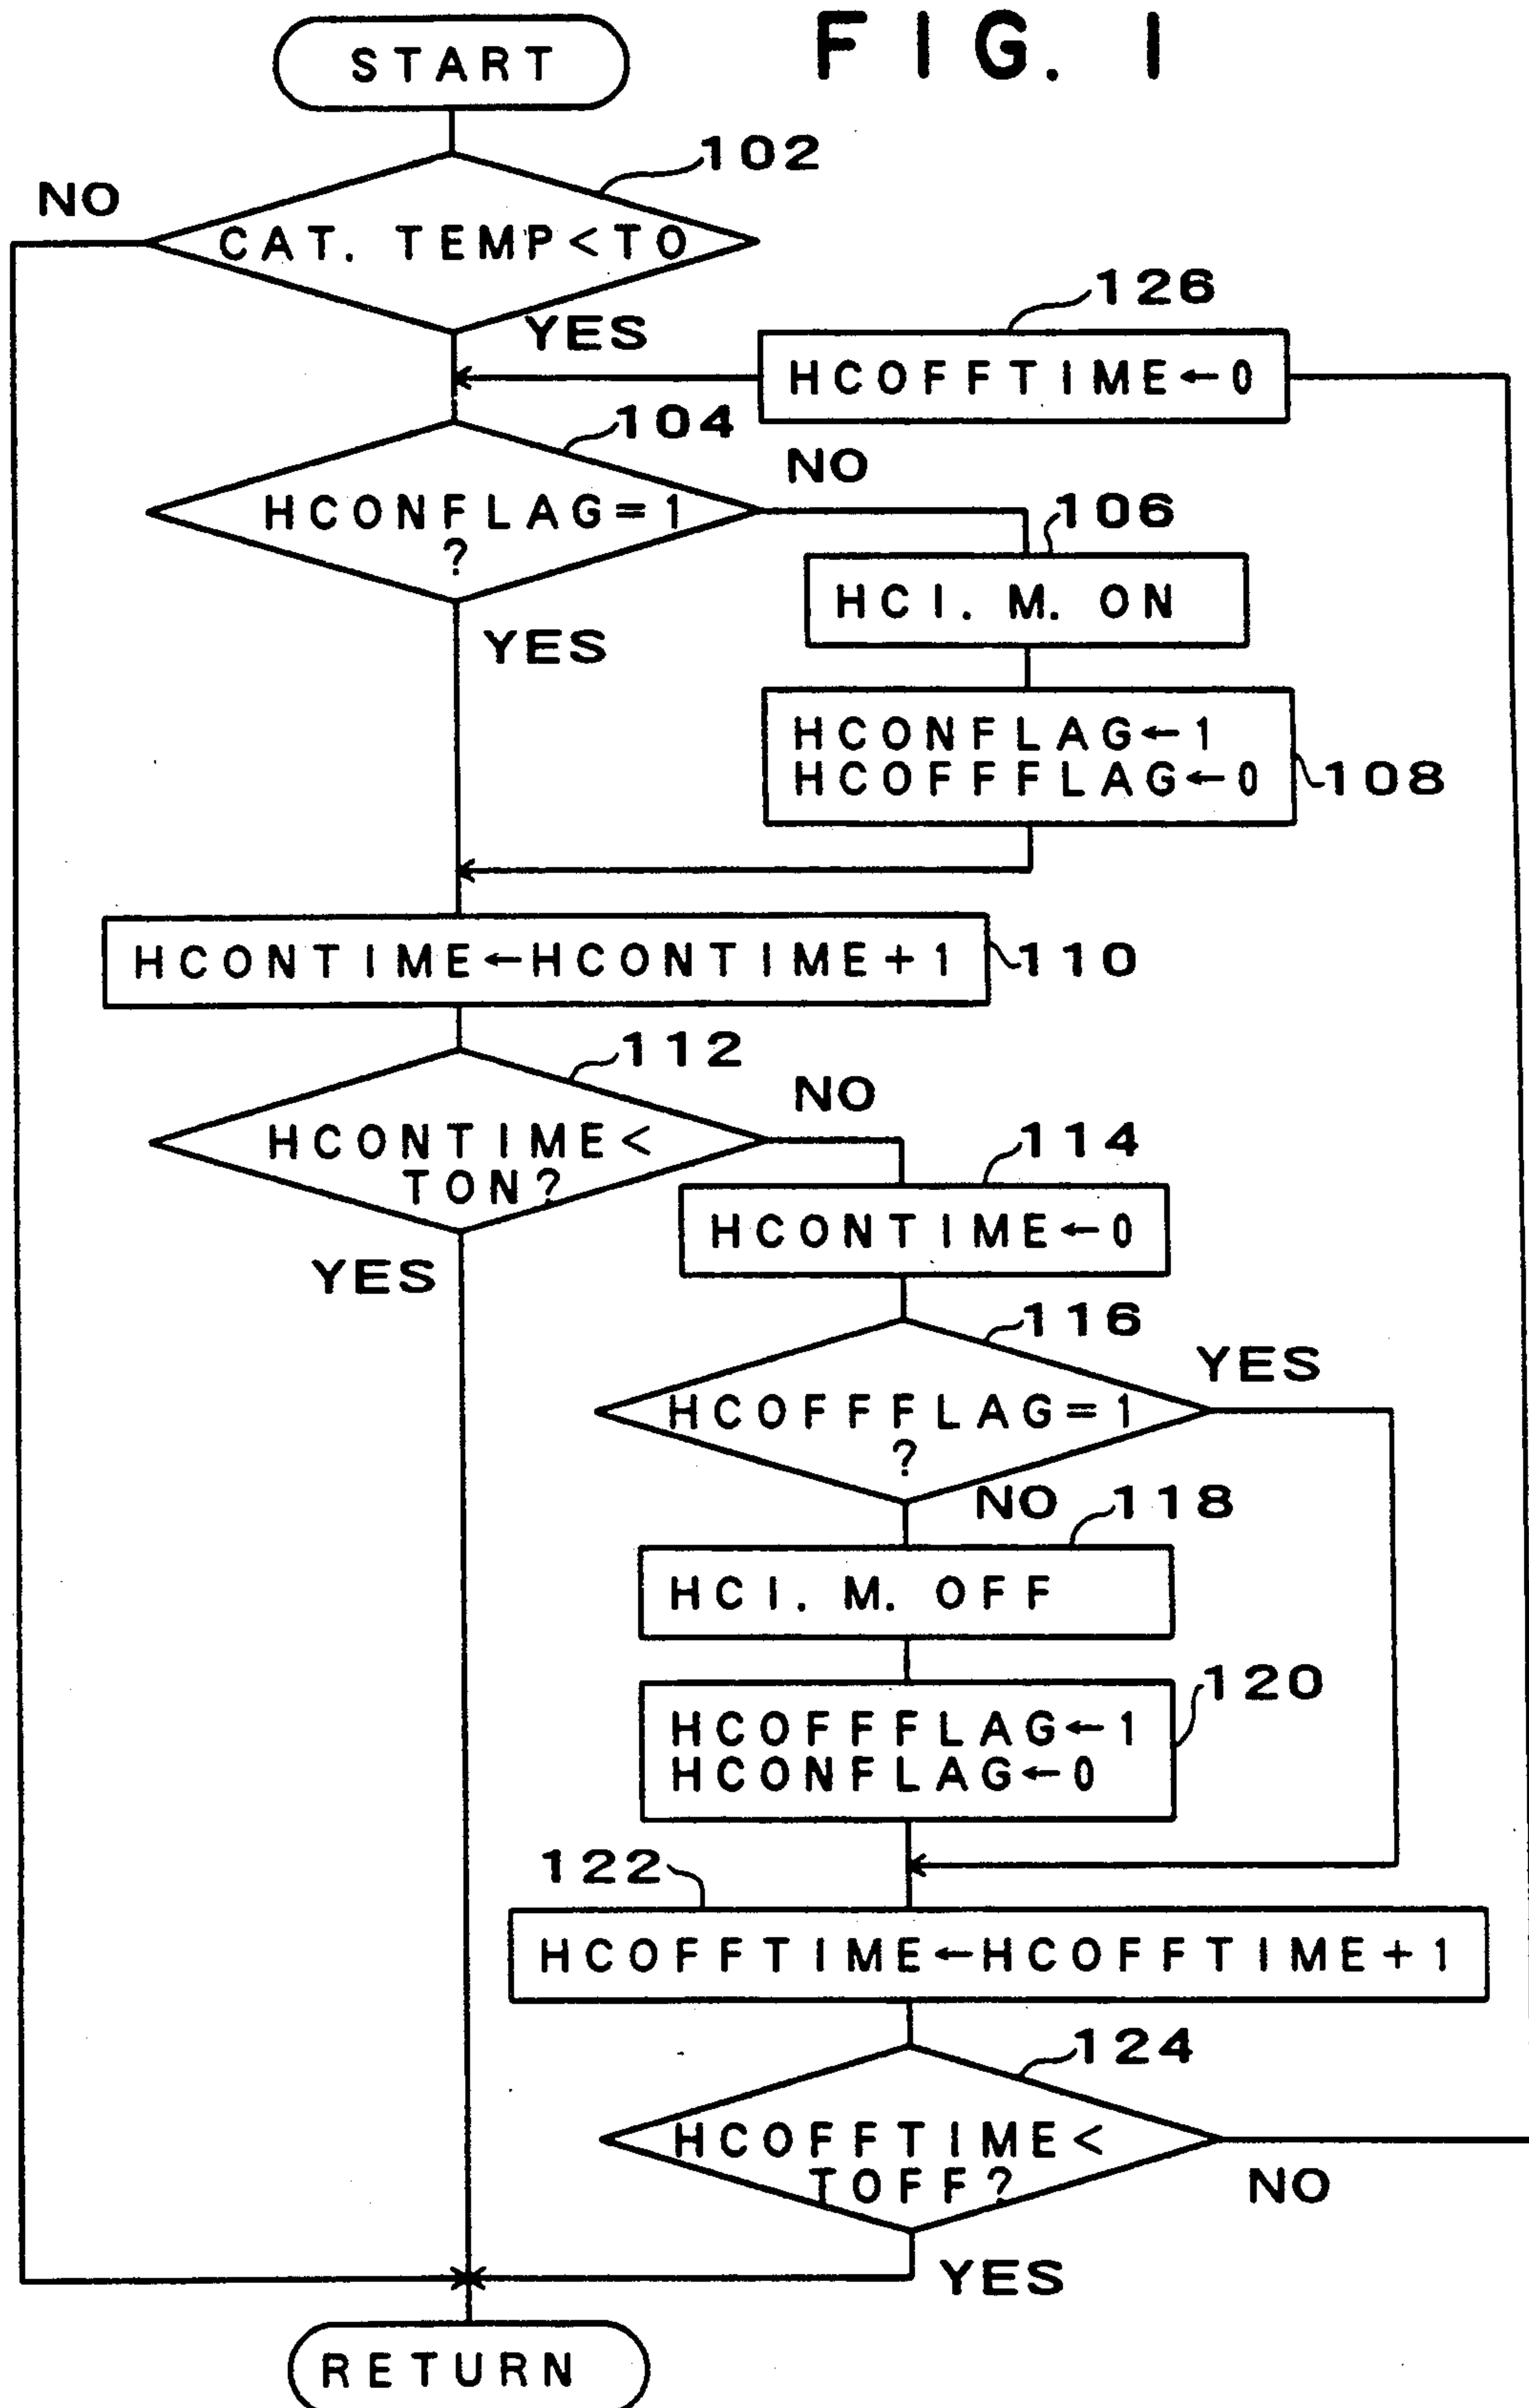 FIG. 1
START
102
NO
CAT. TEMP<TO
YES
126
HCOFFTIME←0
104
NO
HCONFLAG=1
?
106
HCI. M. ON
YES
HCONFLAG←1
HCOFFFLAG←0
108
HCONTIME←HCONTIME+1
110
112
NO
HCONTIME<
TON?
114
HCONTIME←0
YES
116
YES
HCOFFFLAG=1
?
NO
118
HCI. M. OFF
120
HCOFFFLAG←1
HCONFLAG←0
122
HCOFFTIME←HCOFFTIME+1
124
HCOFFTIME<
TOFF?
NO
YES
RETURN